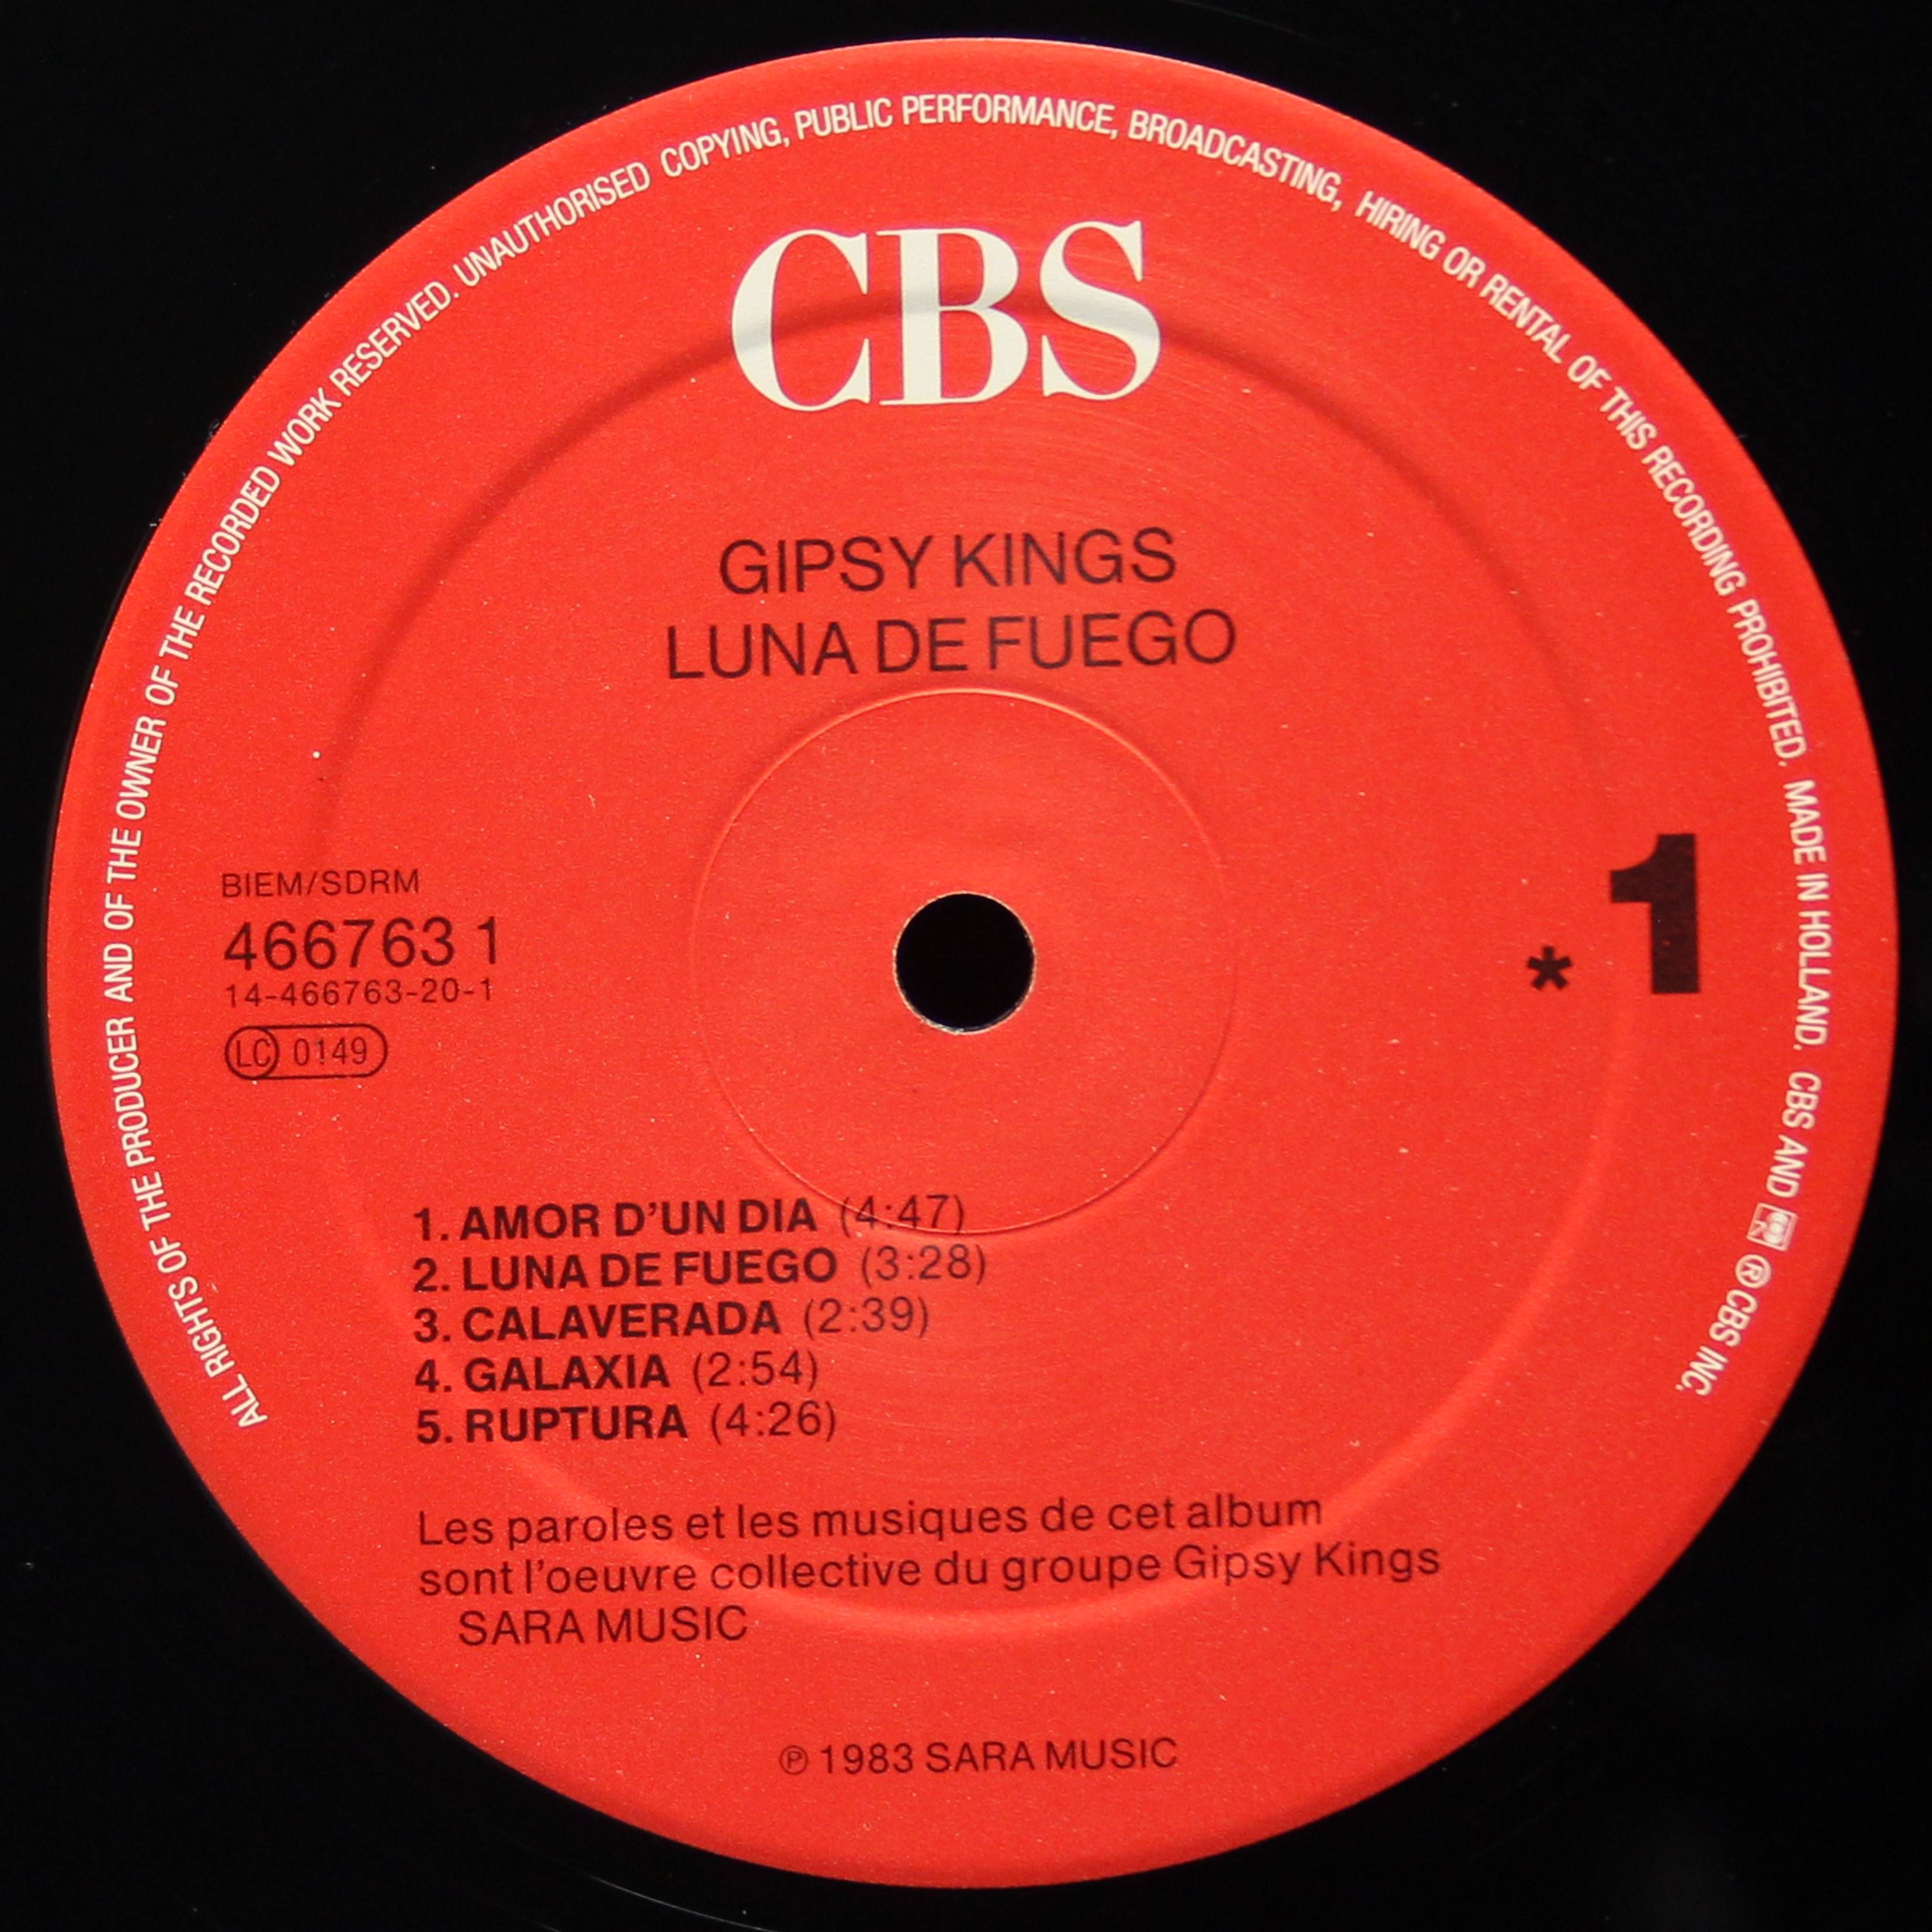 ALL RIGHTS OF THE PRODUCER AND OF THE OWNER OF THE RECORDED WORK RESERVED. UNAUTHORISED COPYING, PUBLIC PERFORMANCE, BROADCASTING, HIRING OR RENTAL OF THIS RECORDING PROHIBITED. MADE IN HOLLAND. CBS AND ® CBS INC.
CBS
GIPSY KINGS
LUNA DE FUEGO
BIEM/SDRM
466763 1
14-466763-20-1
LC 0149
* 1
1. AMOR D'UN DIA (4:47)
2. LUNA DE FUEGO (3:28)
3. CALAVERADA (2:39)
4. GALAXIA (2:54)
5. RUPTURA (4:26)
Les paroles et les musiques de cet album
sont l'oeuvre collective du groupe Gipsy Kings
SARA MUSIC
℗ 1983 SARA MUSIC